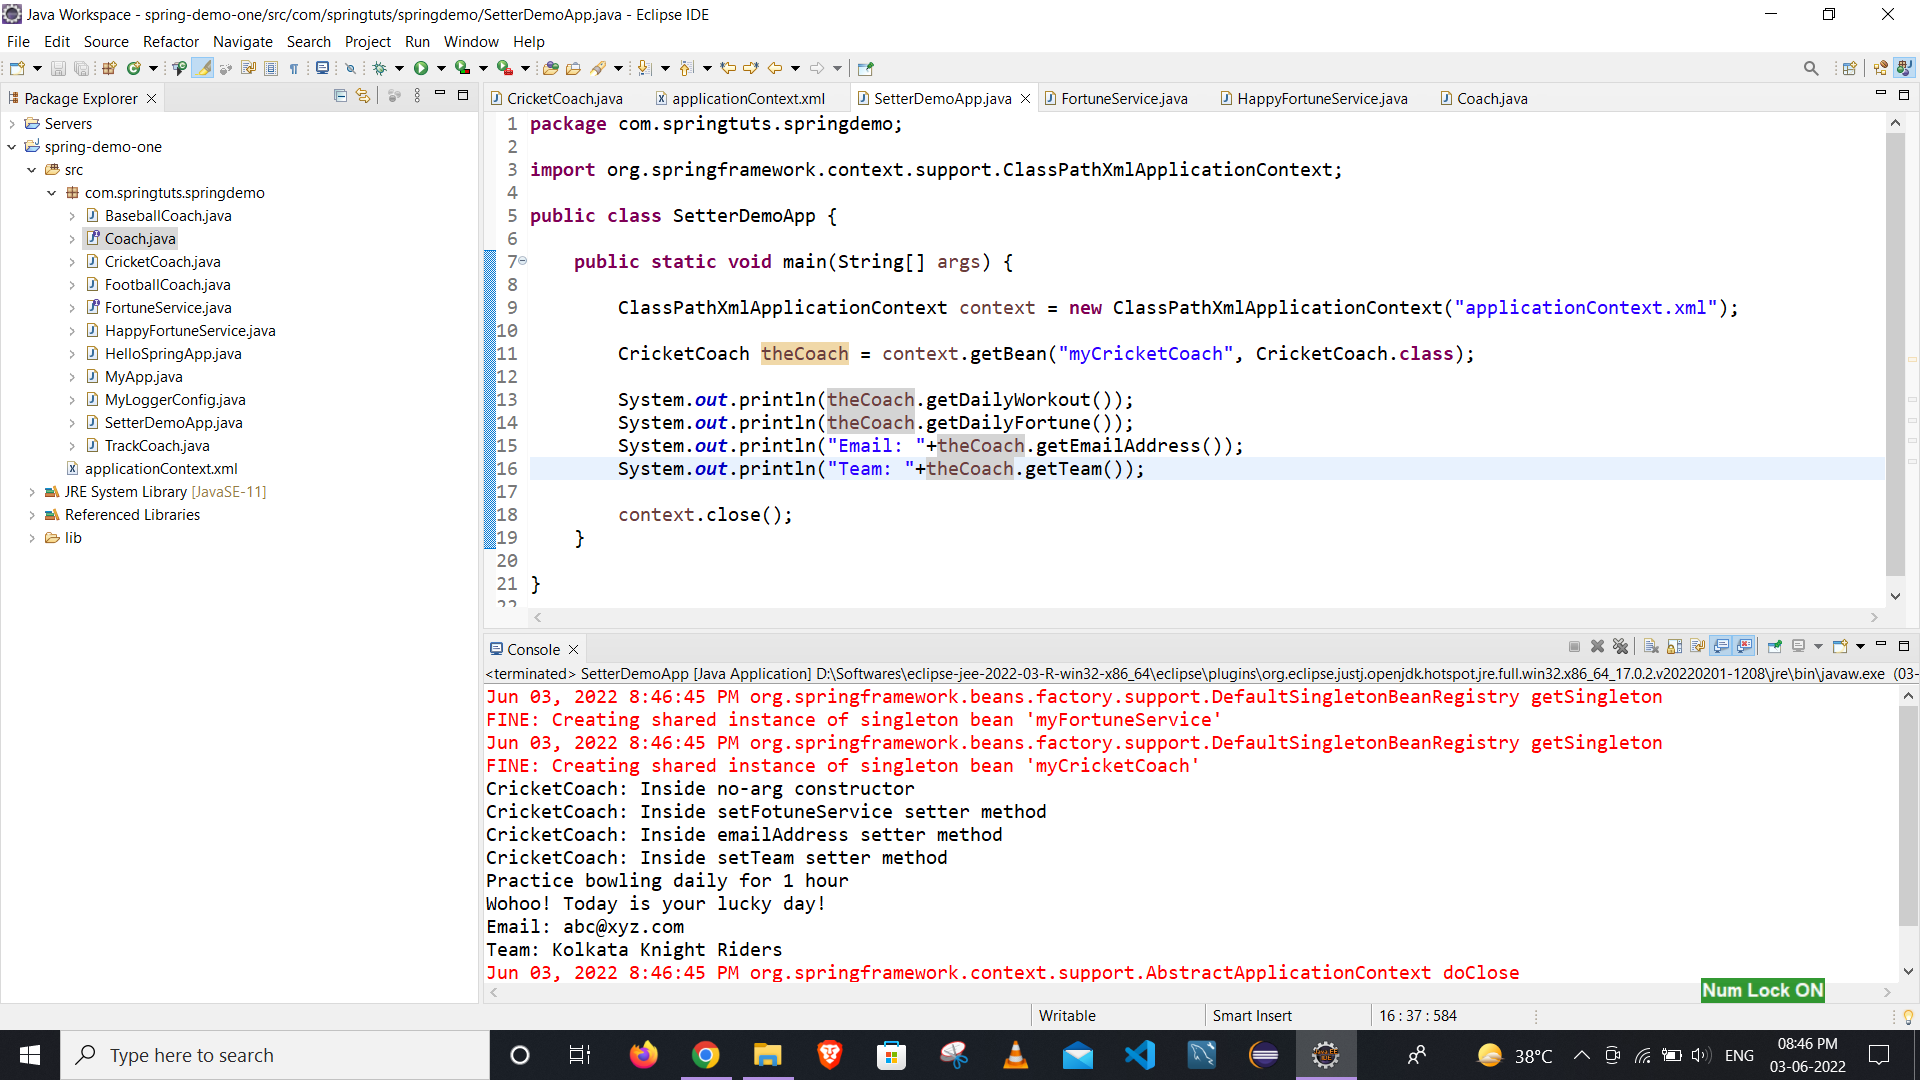 Java Workspace - spring-demo-one/src/com/springtuts/springdemo/SetterDemoApp.java - Eclipse IDE
File Edit Source Refactor Navigate Search Project Run Window Help
Package Explorer
Servers
spring-demo-one
src
com.springtuts.springdemo
BaseballCoach.java
Coach.java
CricketCoach.java
FootballCoach.java
FortuneService.java
HappyFortuneService.java
HelloSpringApp.java
MyApp.java
MyLoggerConfig.java
SetterDemoApp.java
TrackCoach.java
applicationContext.xml
JRE System Library [JavaSE-11]
Referenced Libraries
lib
CricketCoach.java applicationContext.xml SetterDemoApp.java FortuneService.java HappyFortuneService.java Coach.java
1 package com.springtuts.springdemo;
2
3 import org.springframework.context.support.ClassPathXmlApplicationContext;
4
5 public class SetterDemoApp {
6
7 public static void main(String[] args) {
8
9 ClassPathXmlApplicationContext context = new ClassPathXmlApplicationContext("applicationContext.xml");
10
11 CricketCoach theCoach = context.getBean("myCricketCoach", CricketCoach.class);
12
13 System.out.println(theCoach.getDailyWorkout());
14 System.out.println(theCoach.getDailyFortune());
15 System.out.println("Email: "+theCoach.getEmailAddress());
16 System.out.println("Team: "+theCoach.getTeam());
17
18 context.close();
19 }
20
21 }
22
Console
<terminated> SetterDemoApp [Java Application] D:\Softwares\eclipse-jee-2022-03-R-win32-x86_64\eclipse\plugins\org.eclipse.justj.openjdk.hotspot.jre.full.win32.x86_64_17.0.2.v20220201-1208\jre\bin\javaw.exe (03-
Jun 03, 2022 8:46:45 PM org.springframework.beans.factory.support.DefaultSingletonBeanRegistry getSingleton
FINE: Creating shared instance of singleton bean 'myFortuneService'
Jun 03, 2022 8:46:45 PM org.springframework.beans.factory.support.DefaultSingletonBeanRegistry getSingleton
FINE: Creating shared instance of singleton bean 'myCricketCoach'
CricketCoach: Inside no-arg constructor
CricketCoach: Inside setFotuneService setter method
CricketCoach: Inside emailAddress setter method
CricketCoach: Inside setTeam setter method
Practice bowling daily for 1 hour
Wohoo! Today is your lucky day!
Email: abc@xyz.com
Team: Kolkata Knight Riders
Jun 03, 2022 8:46:45 PM org.springframework.context.support.AbstractApplicationContext doClose
Num Lock ON
Writable Smart Insert 16 : 37 : 584
Type here to search
38°C ENG 08:46 PM
03-06-2022